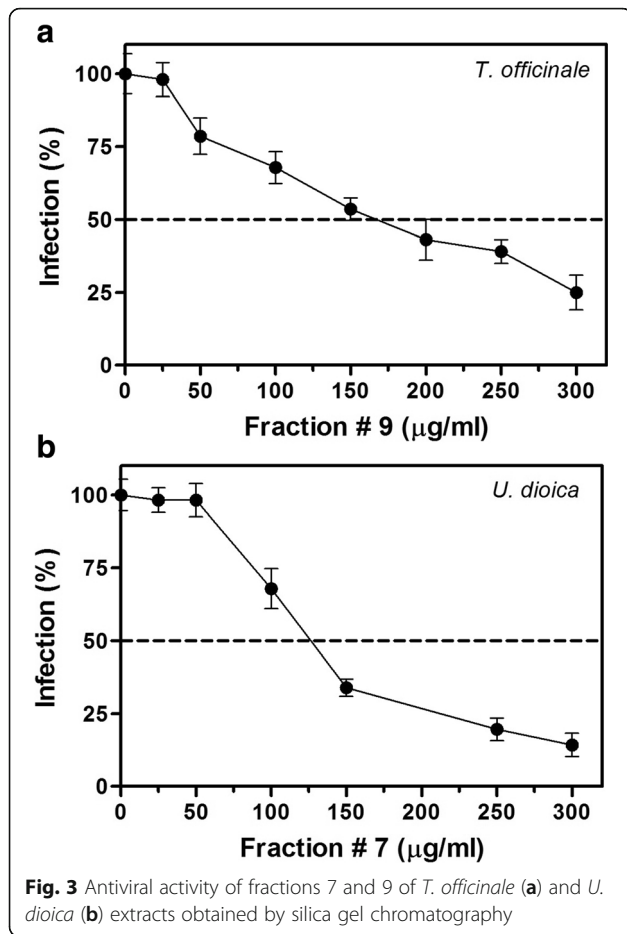 a
T. officinale
100
75
50
25
0
Infection (%)
0 50 100 150 200 250 300
Fraction # 9 (μg/ml)
b
U. dioica
100
75
50
25
0
Infection (%)
0 50 100 150 200 250 300
Fraction # 7 (μg/ml)
Fig. 3 Antiviral activity of fractions 7 and 9 of T. officinale (a) and U.
dioica (b) extracts obtained by silica gel chromatography